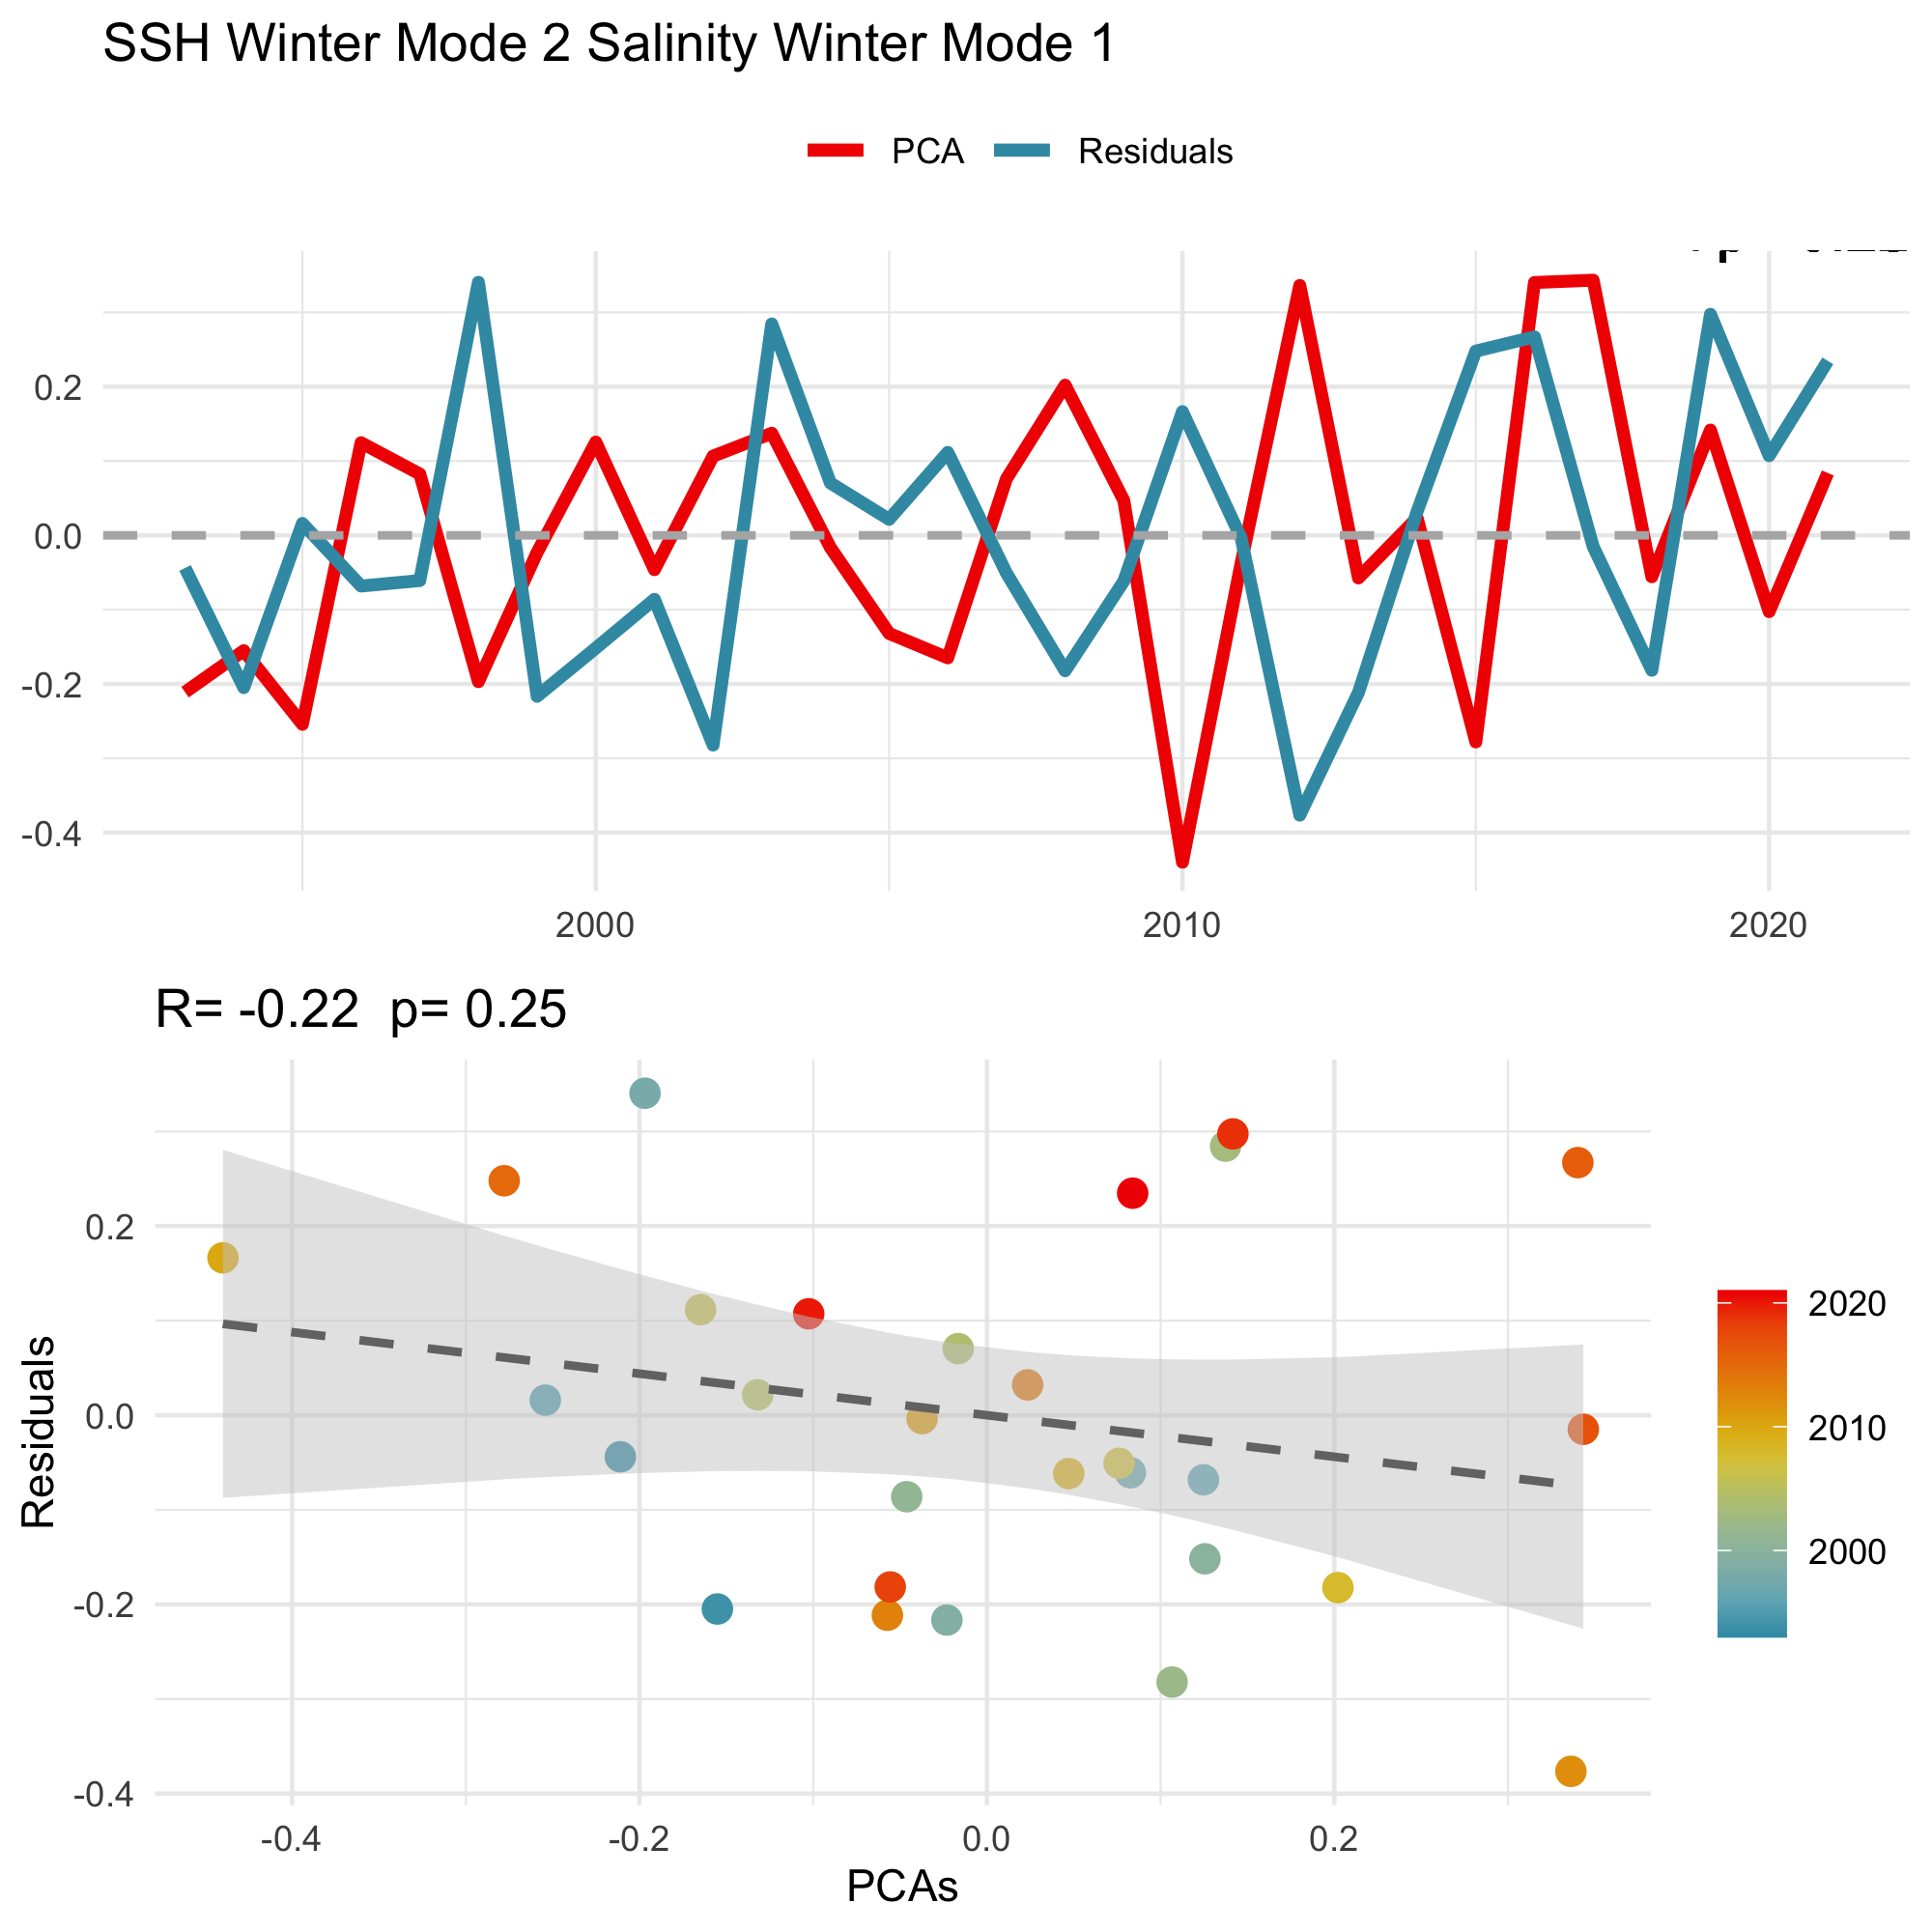 SSH Winter Mode 2 Salinity Winter Mode 1
PCA Residuals
0.2
0.0
-0.2
-0.4
2000 2010 2020
R= -0.22 p= 0.25
Residuals
0.2
0.0
-0.2
-0.4
-0.4 -0.2 0.0 0.2
PCAs
2020
2010
2000